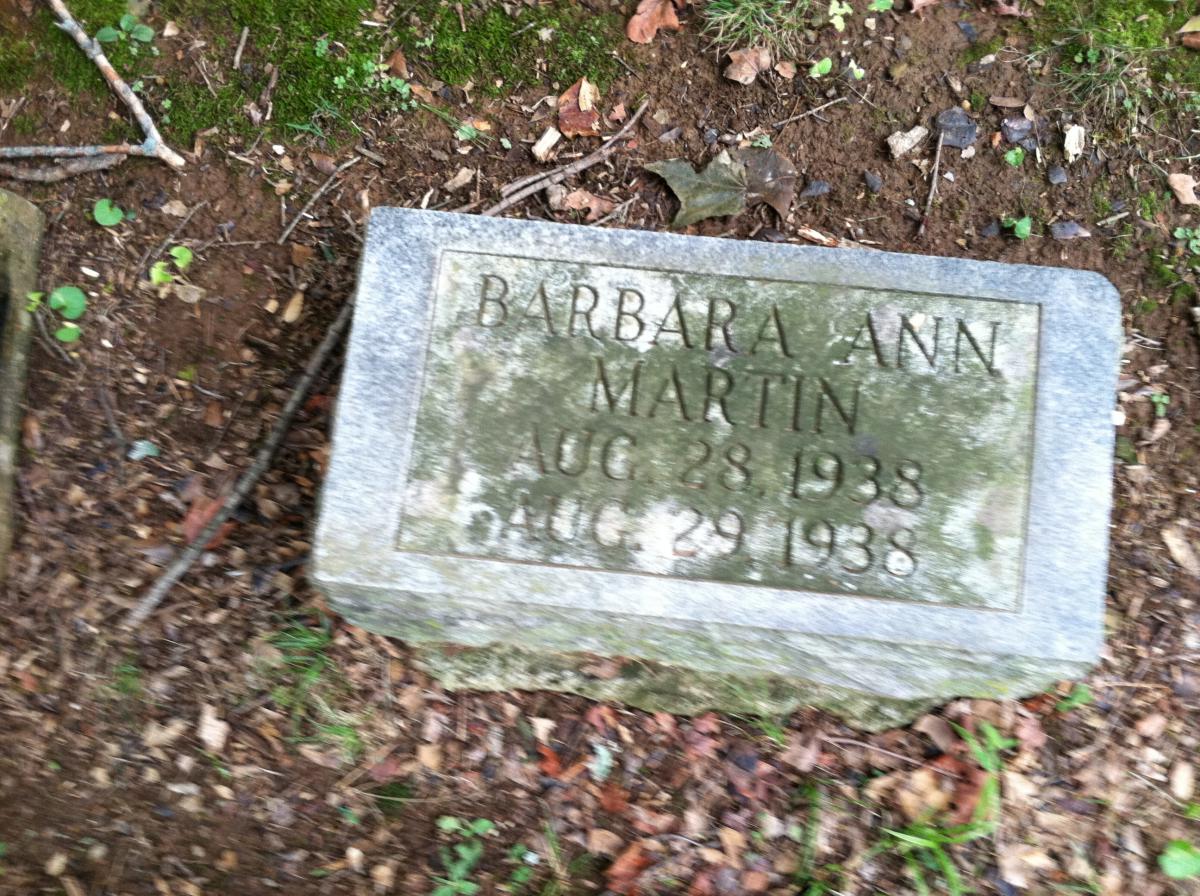 BARBARA ANN
MARTIN
AUG. 28, 1938
AUG. 29, 1938